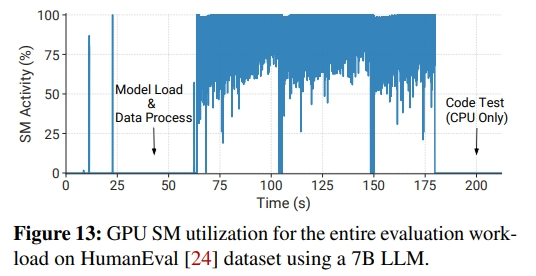 100
75
50
25
0
SM Activity (%)
Model Load
&
Data Process
Code Test
(CPU Only)
0 25 50 75 100 125 150 175 200
Time (s)
Figure 13: GPU SM utilization for the entire evaluation work-
load on HumanEval [24] dataset using a 7B LLM.